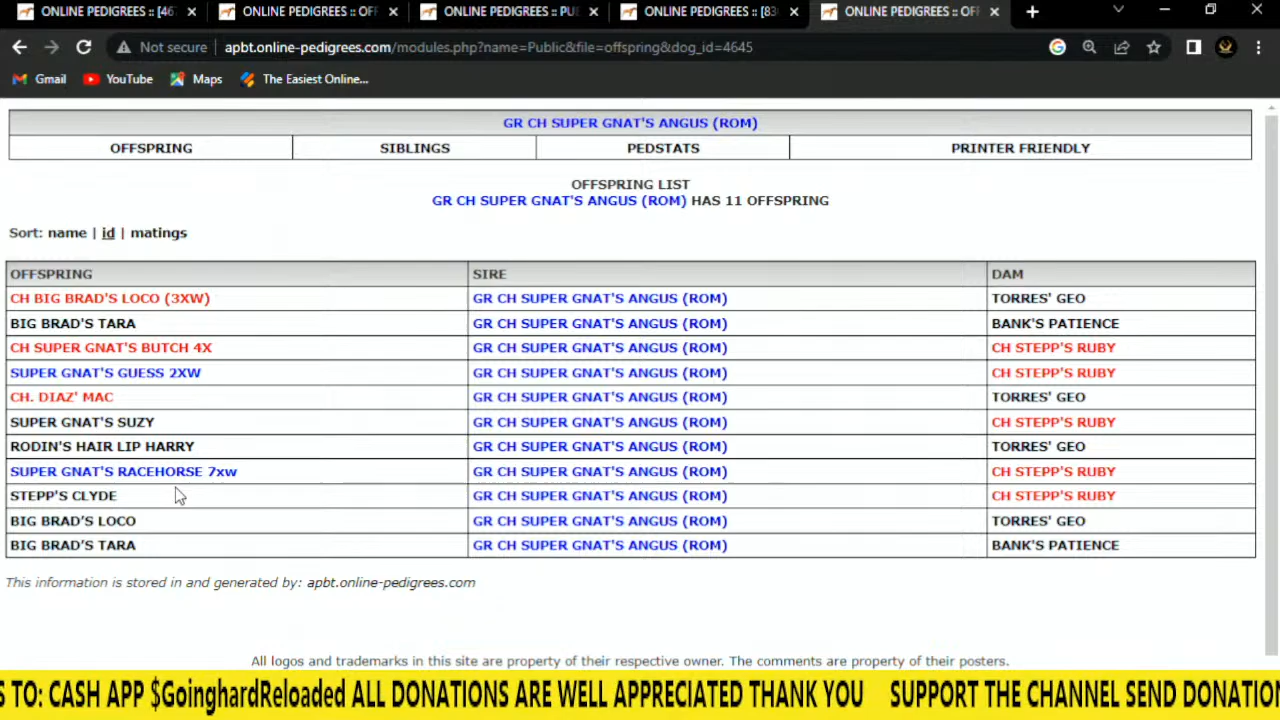 ONLINE PEDIGREES :: [467 ONLINE PEDIGREES :: OFF ONLINE PEDIGREES :: PUB ONLINE PEDIGREES :: [830 ONLINE PEDIGREES :: OFF
Not secure apbt.online-pedigrees.com/modules.php?name=Public&file=offspring&dog_id=4645
Gmail YouTube Maps The Easiest Online...
GR CH SUPER GNAT'S ANGUS (ROM)
OFFSPRING SIBLINGS PEDSTATS PRINTER FRIENDLY
OFFSPRING LIST
GR CH SUPER GNAT'S ANGUS (ROM) HAS 11 OFFSPRING
Sort: name | id | matings
OFFSPRING SIRE DAM
CH BIG BRAD'S LOCO (3XW) GR CH SUPER GNAT'S ANGUS (ROM) TORRES' GEO
BIG BRAD'S TARA GR CH SUPER GNAT'S ANGUS (ROM) BANK'S PATIENCE
CH SUPER GNAT'S BUTCH 4X GR CH SUPER GNAT'S ANGUS (ROM) CH STEPP'S RUBY
SUPER GNAT'S GUESS 2XW GR CH SUPER GNAT'S ANGUS (ROM) CH STEPP'S RUBY
CH. DIAZ' MAC GR CH SUPER GNAT'S ANGUS (ROM) TORRES' GEO
SUPER GNAT'S SUZY GR CH SUPER GNAT'S ANGUS (ROM) CH STEPP'S RUBY
RODIN'S HAIR LIP HARRY GR CH SUPER GNAT'S ANGUS (ROM) TORRES' GEO
SUPER GNAT'S RACEHORSE 7xw GR CH SUPER GNAT'S ANGUS (ROM) CH STEPP'S RUBY
STEPP'S CLYDE GR CH SUPER GNAT'S ANGUS (ROM) CH STEPP'S RUBY
BIG BRAD’S LOCO GR CH SUPER GNAT'S ANGUS (ROM) TORRES' GEO
BIG BRAD’S TARA GR CH SUPER GNAT'S ANGUS (ROM) BANK'S PATIENCE
This information is stored in and generated by: apbt.online-pedigrees.com
All logos and trademarks in this site are property of their respective owner. The comments are property of their posters.
S TO: CASH APP $GoinghardReloaded ALL DONATIONS ARE WELL APPRECIATED THANK YOU SUPPORT THE CHANNEL SEND DONATION